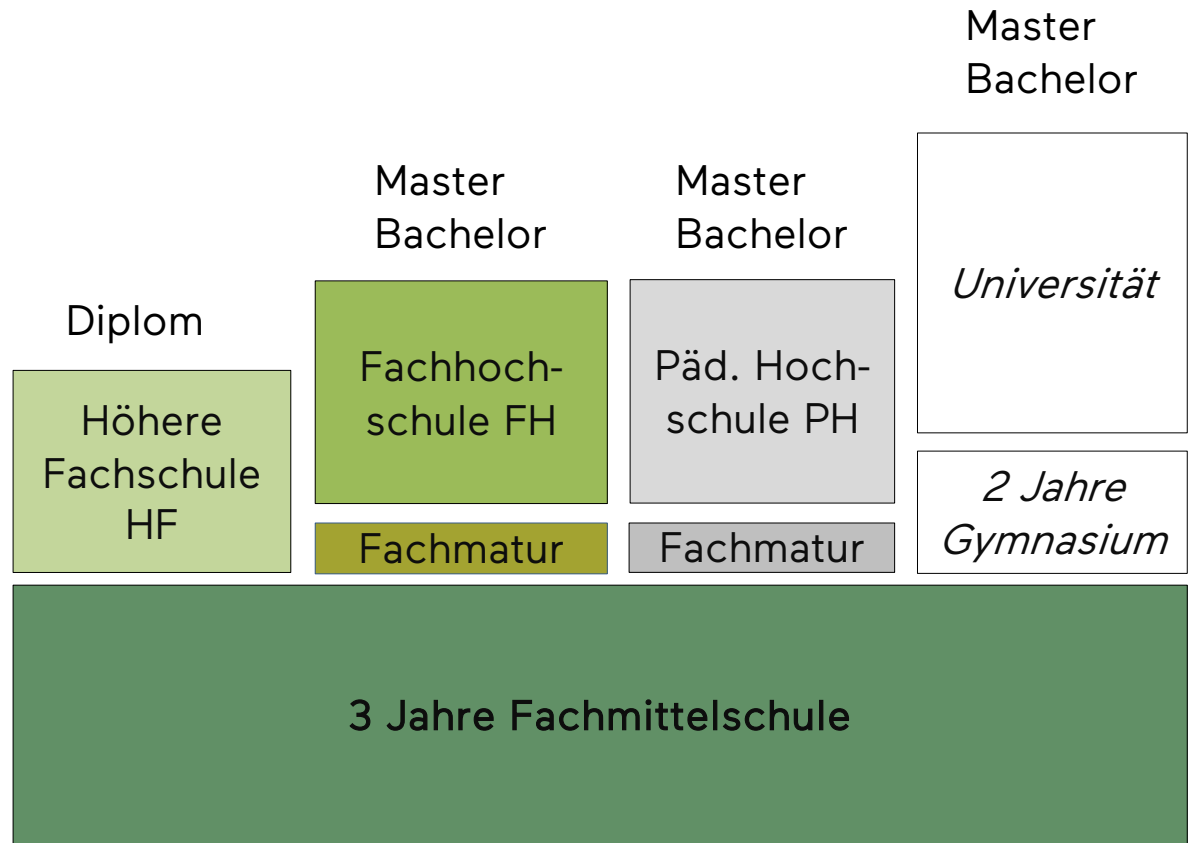 Master
Bachelor
Master
Bachelor
Master
Bachelor
Universität
Diplom
Fachhoch-
schule FH
Päd. Hoch-
schule PH
Höhere
Fachschule
HF
2 Jahre
Gymnasium
Fachmatur
Fachmatur
3 Jahre Fachmittelschule